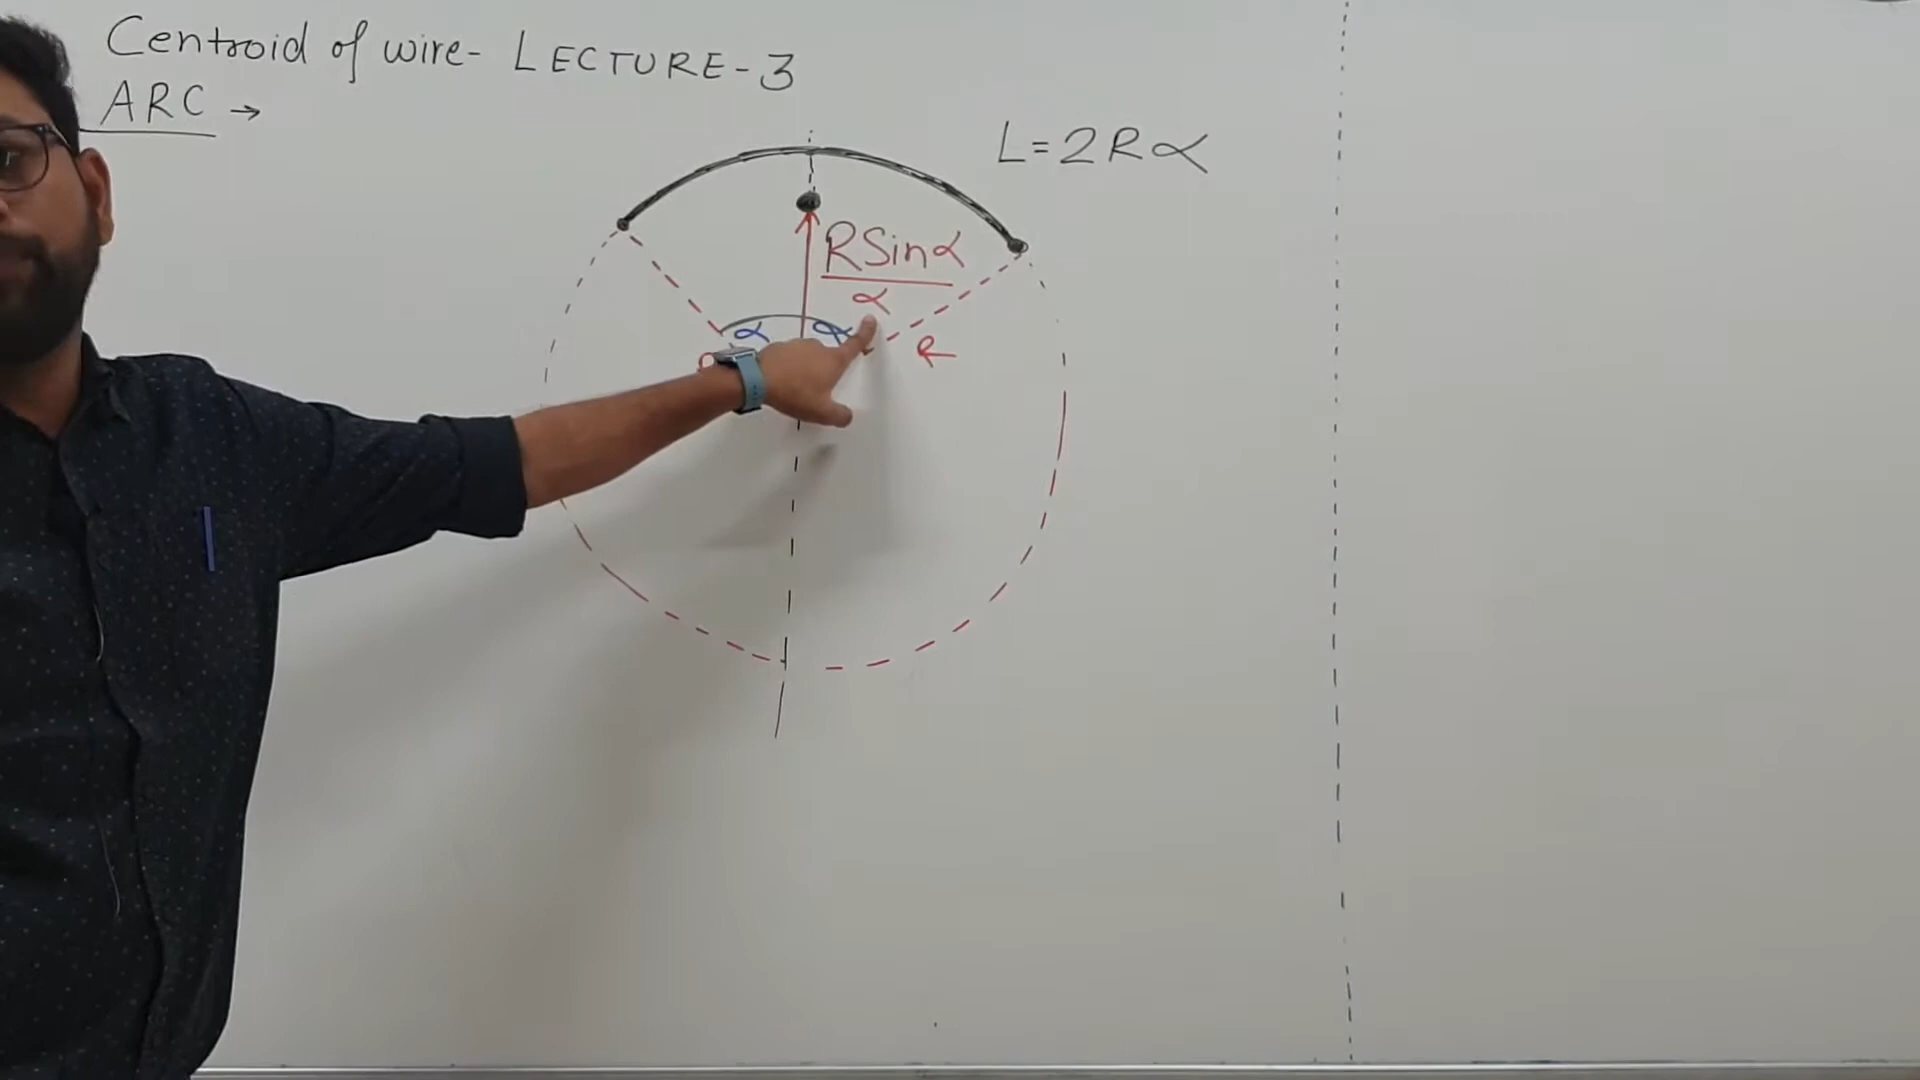 Centroid of wire- LECTURE-3
ARC →
L=2Rα
RSinα
α
α α
R